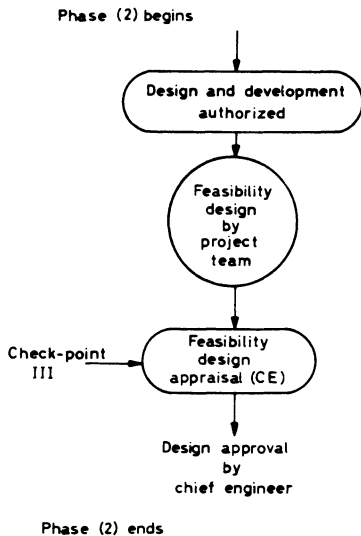 Phase (2) begins
Design and development
authorized
Feasibility
design
by
project
team
Check-point
III
Feasibility
design
appraisal (CE)
Design approval
by
chief engineer
Phase (2) ends